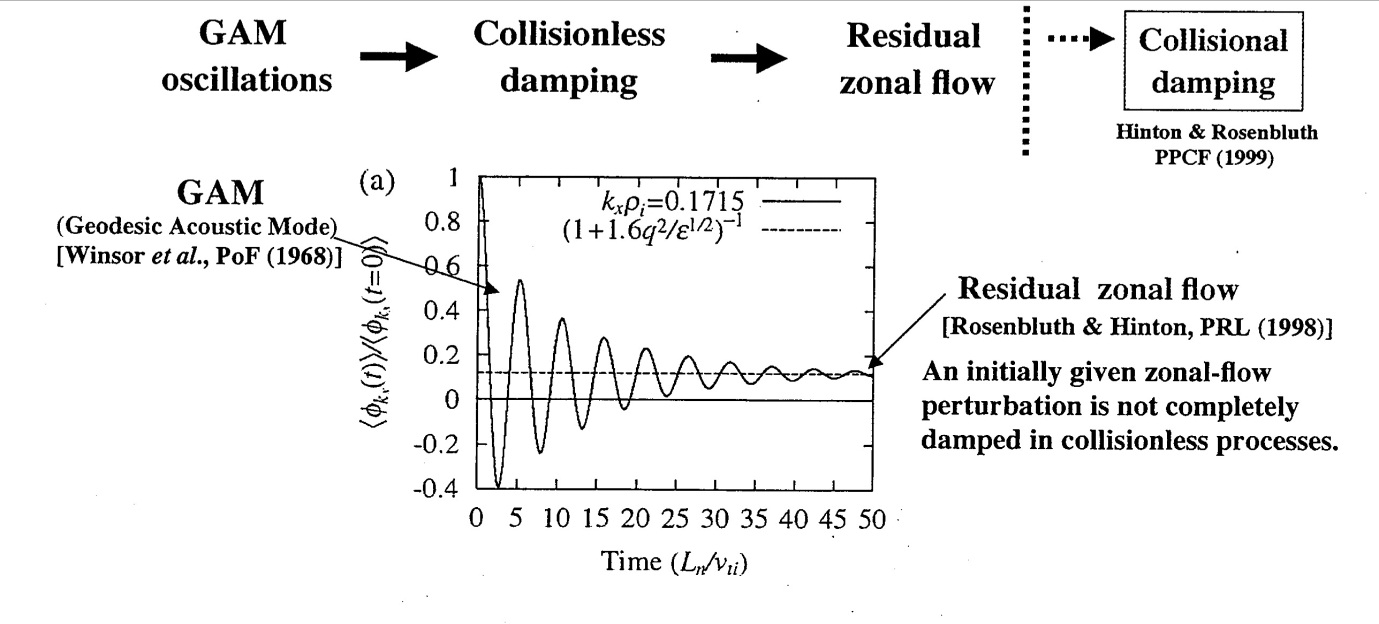 GAM
oscillations
Collisionless
damping
Residual
zonal flow
Collisional
damping
Hinton & Rosenbluth
PPCF (1999)
GAM
(Geodesic Acoustic Mode)
[Winsor et al., PoF (1968)]
(a)
k_xρ_i=0.1715
(1+1.6q²/ε^{1/2})^{-1}
1
0.8
0.6
0.4
0.2
0
-0.2
-0.4
⟨ϕ_{k_x}(t)⟩/⟨ϕ_{k_x}(t=0)⟩
0 5 10 15 20 25 30 35 40 45 50
Time (L_n/v_{ti})
Residual zonal flow
[Rosenbluth & Hinton, PRL (1998)]
An initially given zonal-flow
perturbation is not completely
damped in collisionless processes.